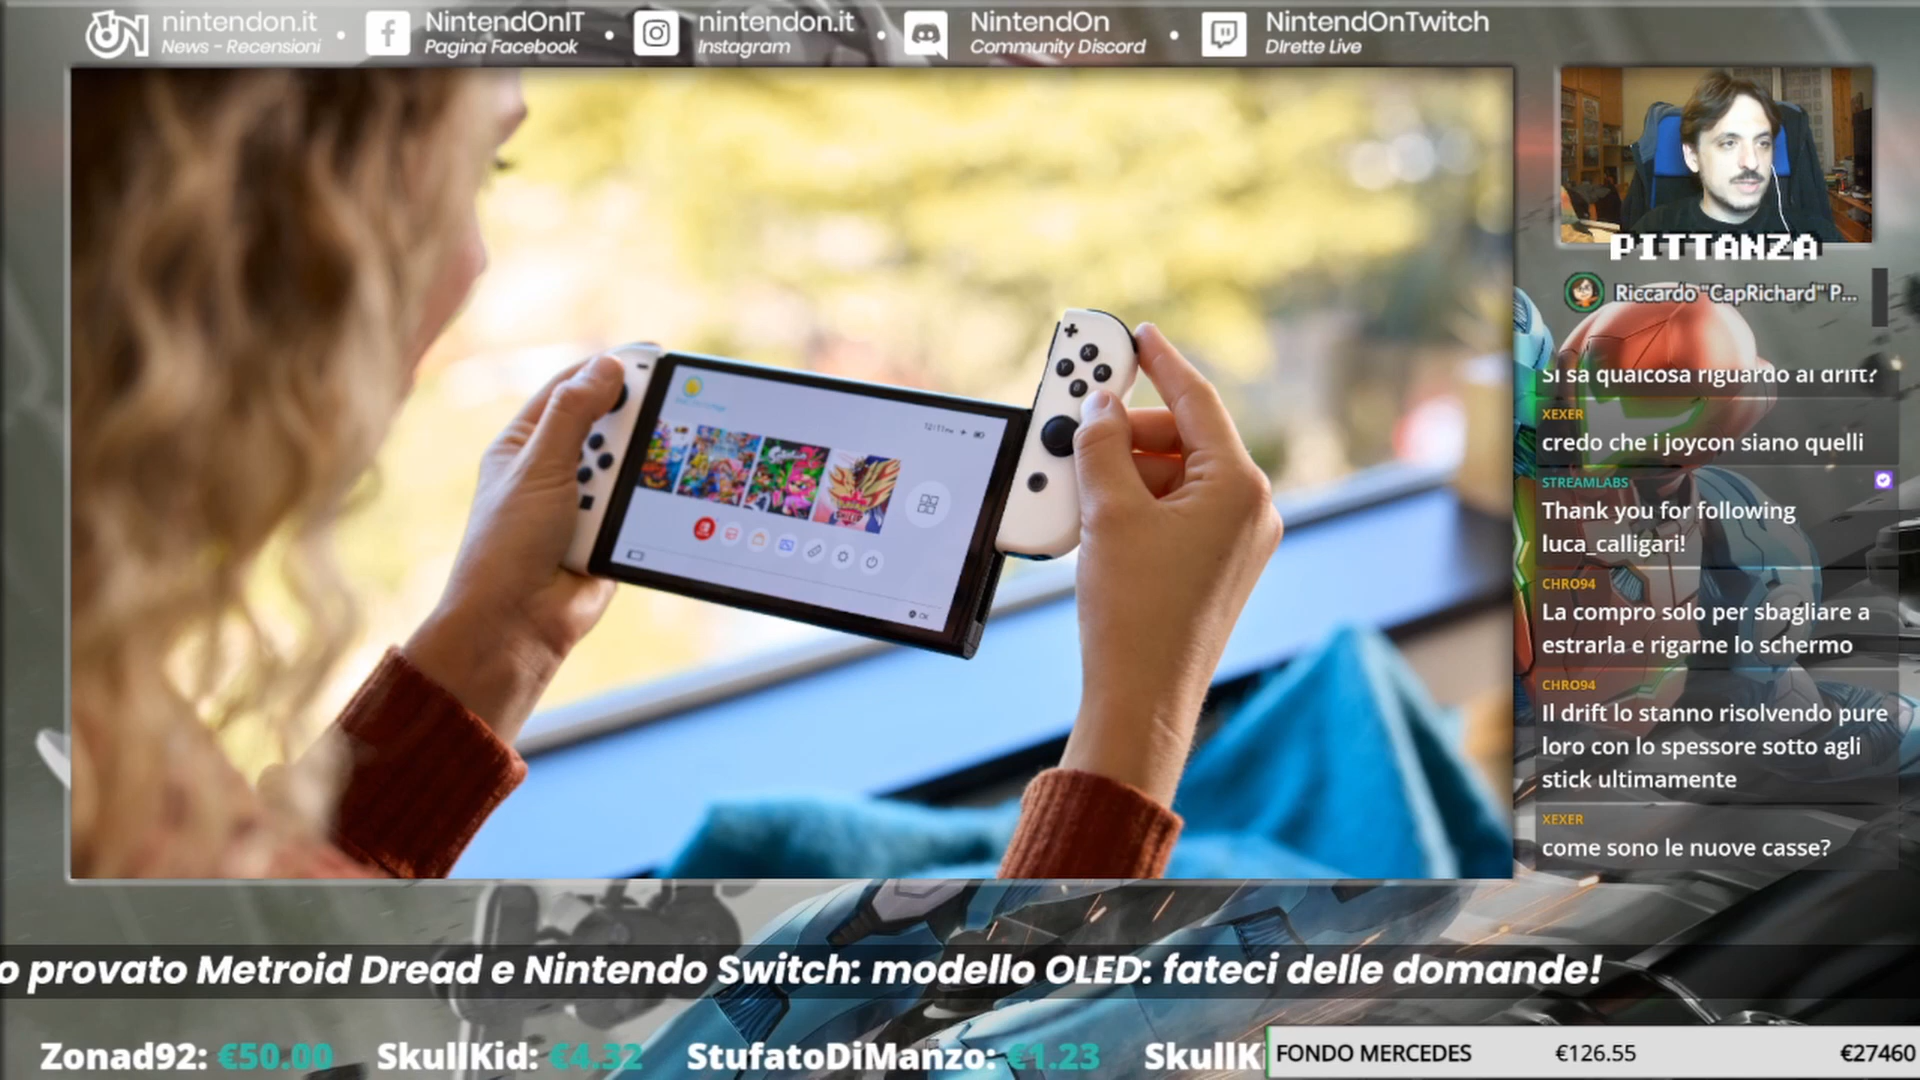 nintendon.it
News - Recensioni
NintendOnIT
Pagina Facebook
nintendon.it
Instagram
NintendOn
Community Discord
NintendOnTwitch
DIrette Live
PITTANZA
Riccardo "CapRichard" P...
Si sa qualcosa riguardo al drift?
XEXER
credo che i joycon siano quelli
STREAMLABS
Thank you for following
luca_calligari!
CHRO94
La compro solo per sbagliare a
estrarla e rigarne lo schermo
CHRO94
Il drift lo stanno risolvendo pure
loro con lo spessore sotto agli
stick ultimamente
XEXER
come sono le nuove casse?
X
Y
A
B
o provato Metroid Dread e Nintendo Switch: modello OLED: fateci delle domande!
Zonad92: €50.00 SkullKid: €4.32 StufatoDiManzo: €1.23 SkullK
FONDO MERCEDES €126.55 €27460